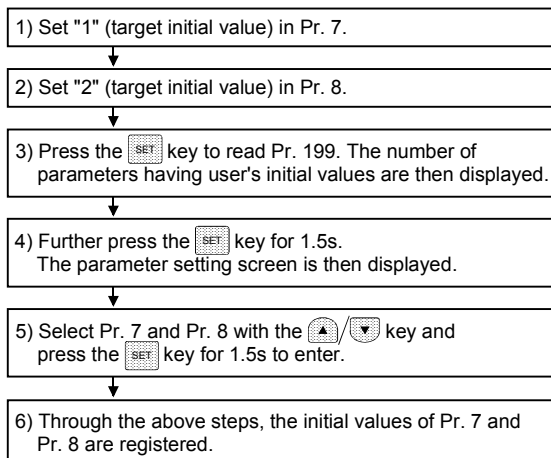 1) Set "1" (target initial value) in Pr. 7.
2) Set "2" (target initial value) in Pr. 8.
3) Press the SET key to read Pr. 199. The number of
parameters having user's initial values are then displayed.
4) Further press the SET key for 1.5s.
The parameter setting screen is then displayed.
5) Select Pr. 7 and Pr. 8 with the ▲/▼ key and
press the SET key for 1.5s to enter.
6) Through the above steps, the initial values of Pr. 7 and
Pr. 8 are registered.